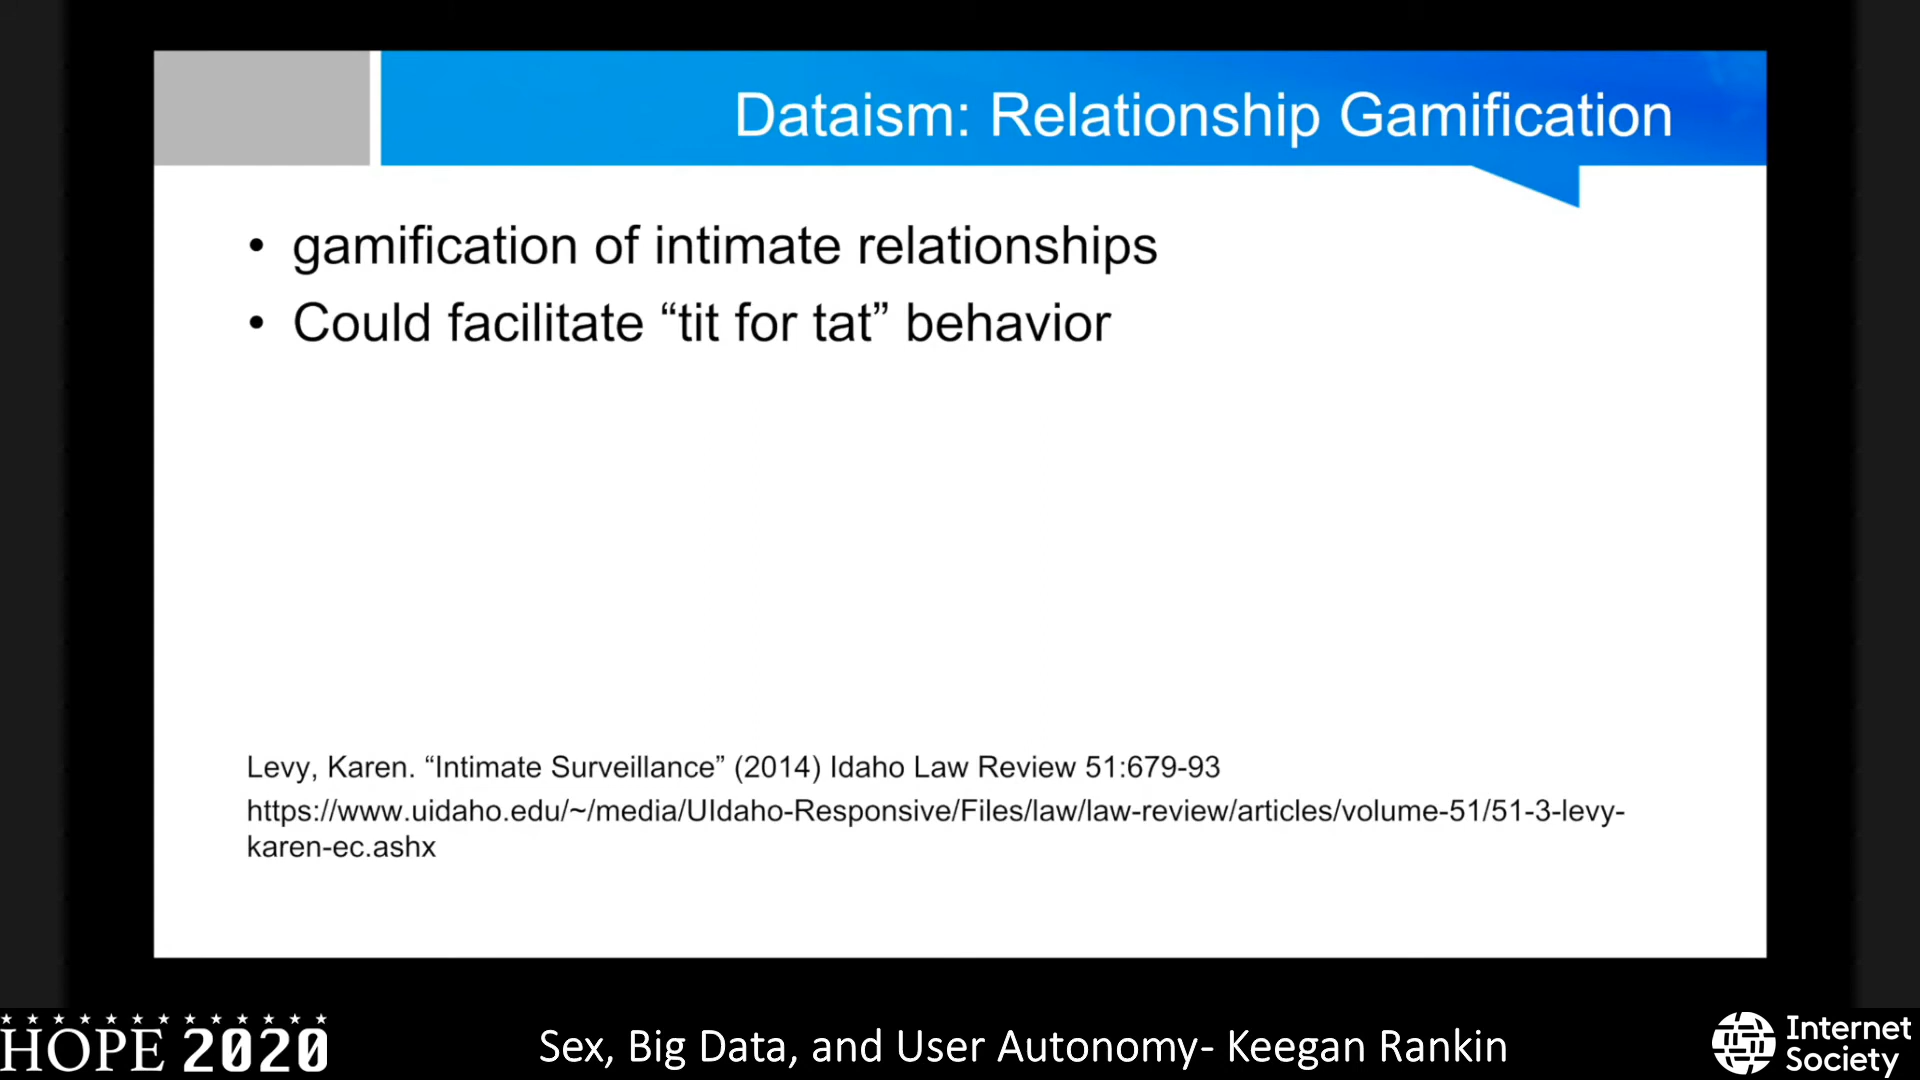 Dataism: Relationship Gamification
• gamification of intimate relationships
• Could facilitate “tit for tat” behavior
Levy, Karen. “Intimate Surveillance” (2014) Idaho Law Review 51:679-93
https://www.uidaho.edu/~/media/UIdaho-Responsive/Files/law/law-review/articles/volume-51/51-3-levy-
karen-ec.ashx
HOPE 2020
Sex, Big Data, and User Autonomy- Keegan Rankin
Internet
Society